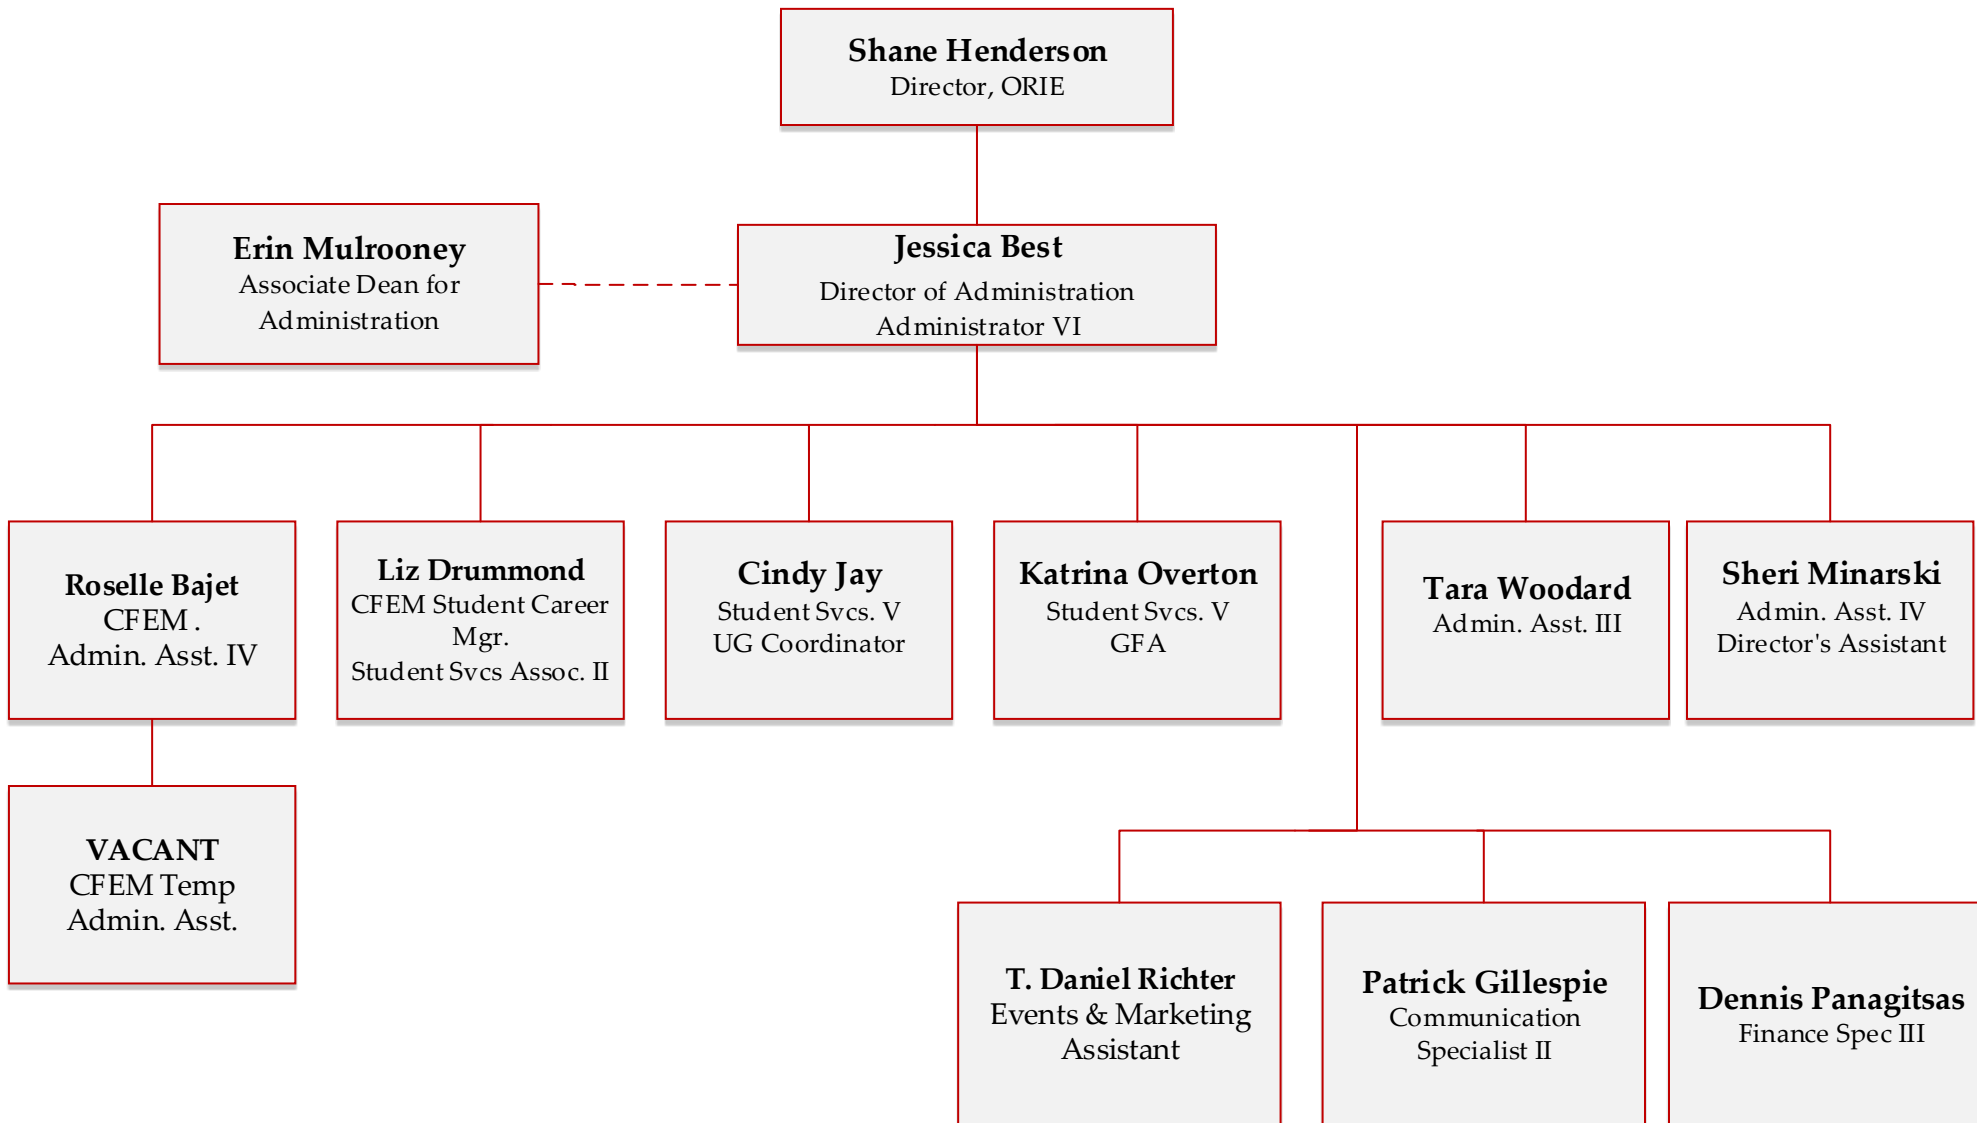 Shane Henderson
Director, ORIE
Erin Mulrooney
Associate Dean for
Administration
Jessica Best
Director of Administration
Administrator VI
Roselle Bajet
CFEM .
Admin. Asst. IV
Liz Drummond
CFEM Student Career
Mgr.
Student Svcs Assoc. II
Cindy Jay
Student Svcs. V
UG Coordinator
Katrina Overton
Student Svcs. V
GFA
Tara Woodard
Admin. Asst. III
Sheri Minarski
Admin. Asst. IV
Director's Assistant
VACANT
CFEM Temp
Admin. Asst.
T. Daniel Richter
Events & Marketing
Assistant
Patrick Gillespie
Communication
Specialist II
Dennis Panagitsas
Finance Spec III